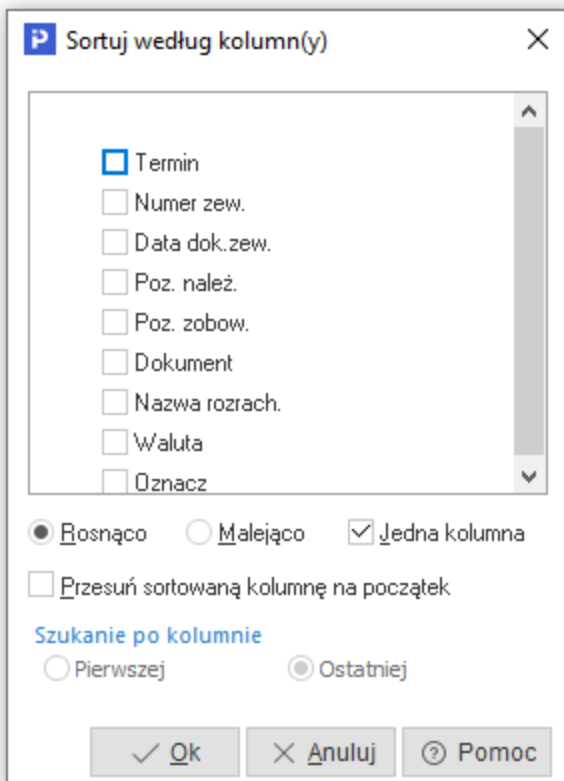 Sortuj według kolumn(y)
Termin
Numer zew.
Data dok.zew.
Poz. należ.
Poz. zobow.
Dokument
Nazwa rozrach.
Waluta
Oznacz
Rosnąco Malejąco Jedna kolumna
Przesuń sortowaną kolumnę na początek
Szukanie po kolumnie
Pierwszej Ostatniej
Ok Anuluj Pomoc